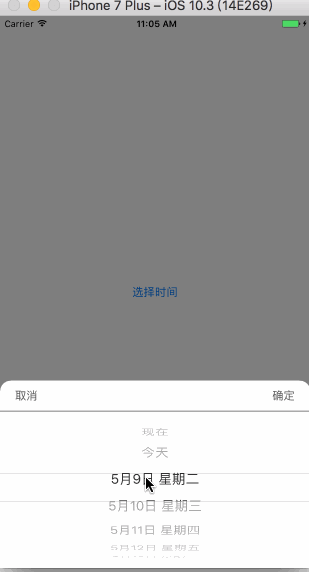 iPhone 7 Plus – iOS 10.3 (14E269)
Carrier 11:05 AM
选择时间
取消 确定
现在
今天
5月9日 星期二
5月10日 星期三
5月11日 星期四
5月12日 星期五